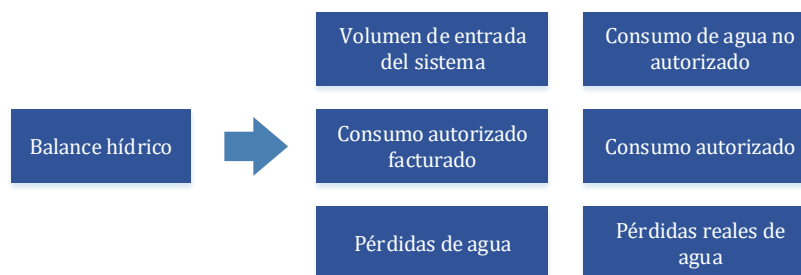 Balance hídrico
Volumen de entrada
del sistema
Consumo de agua no
autorizado
Consumo autorizado
facturado
Consumo autorizado
Pérdidas de agua
Pérdidas reales de
agua